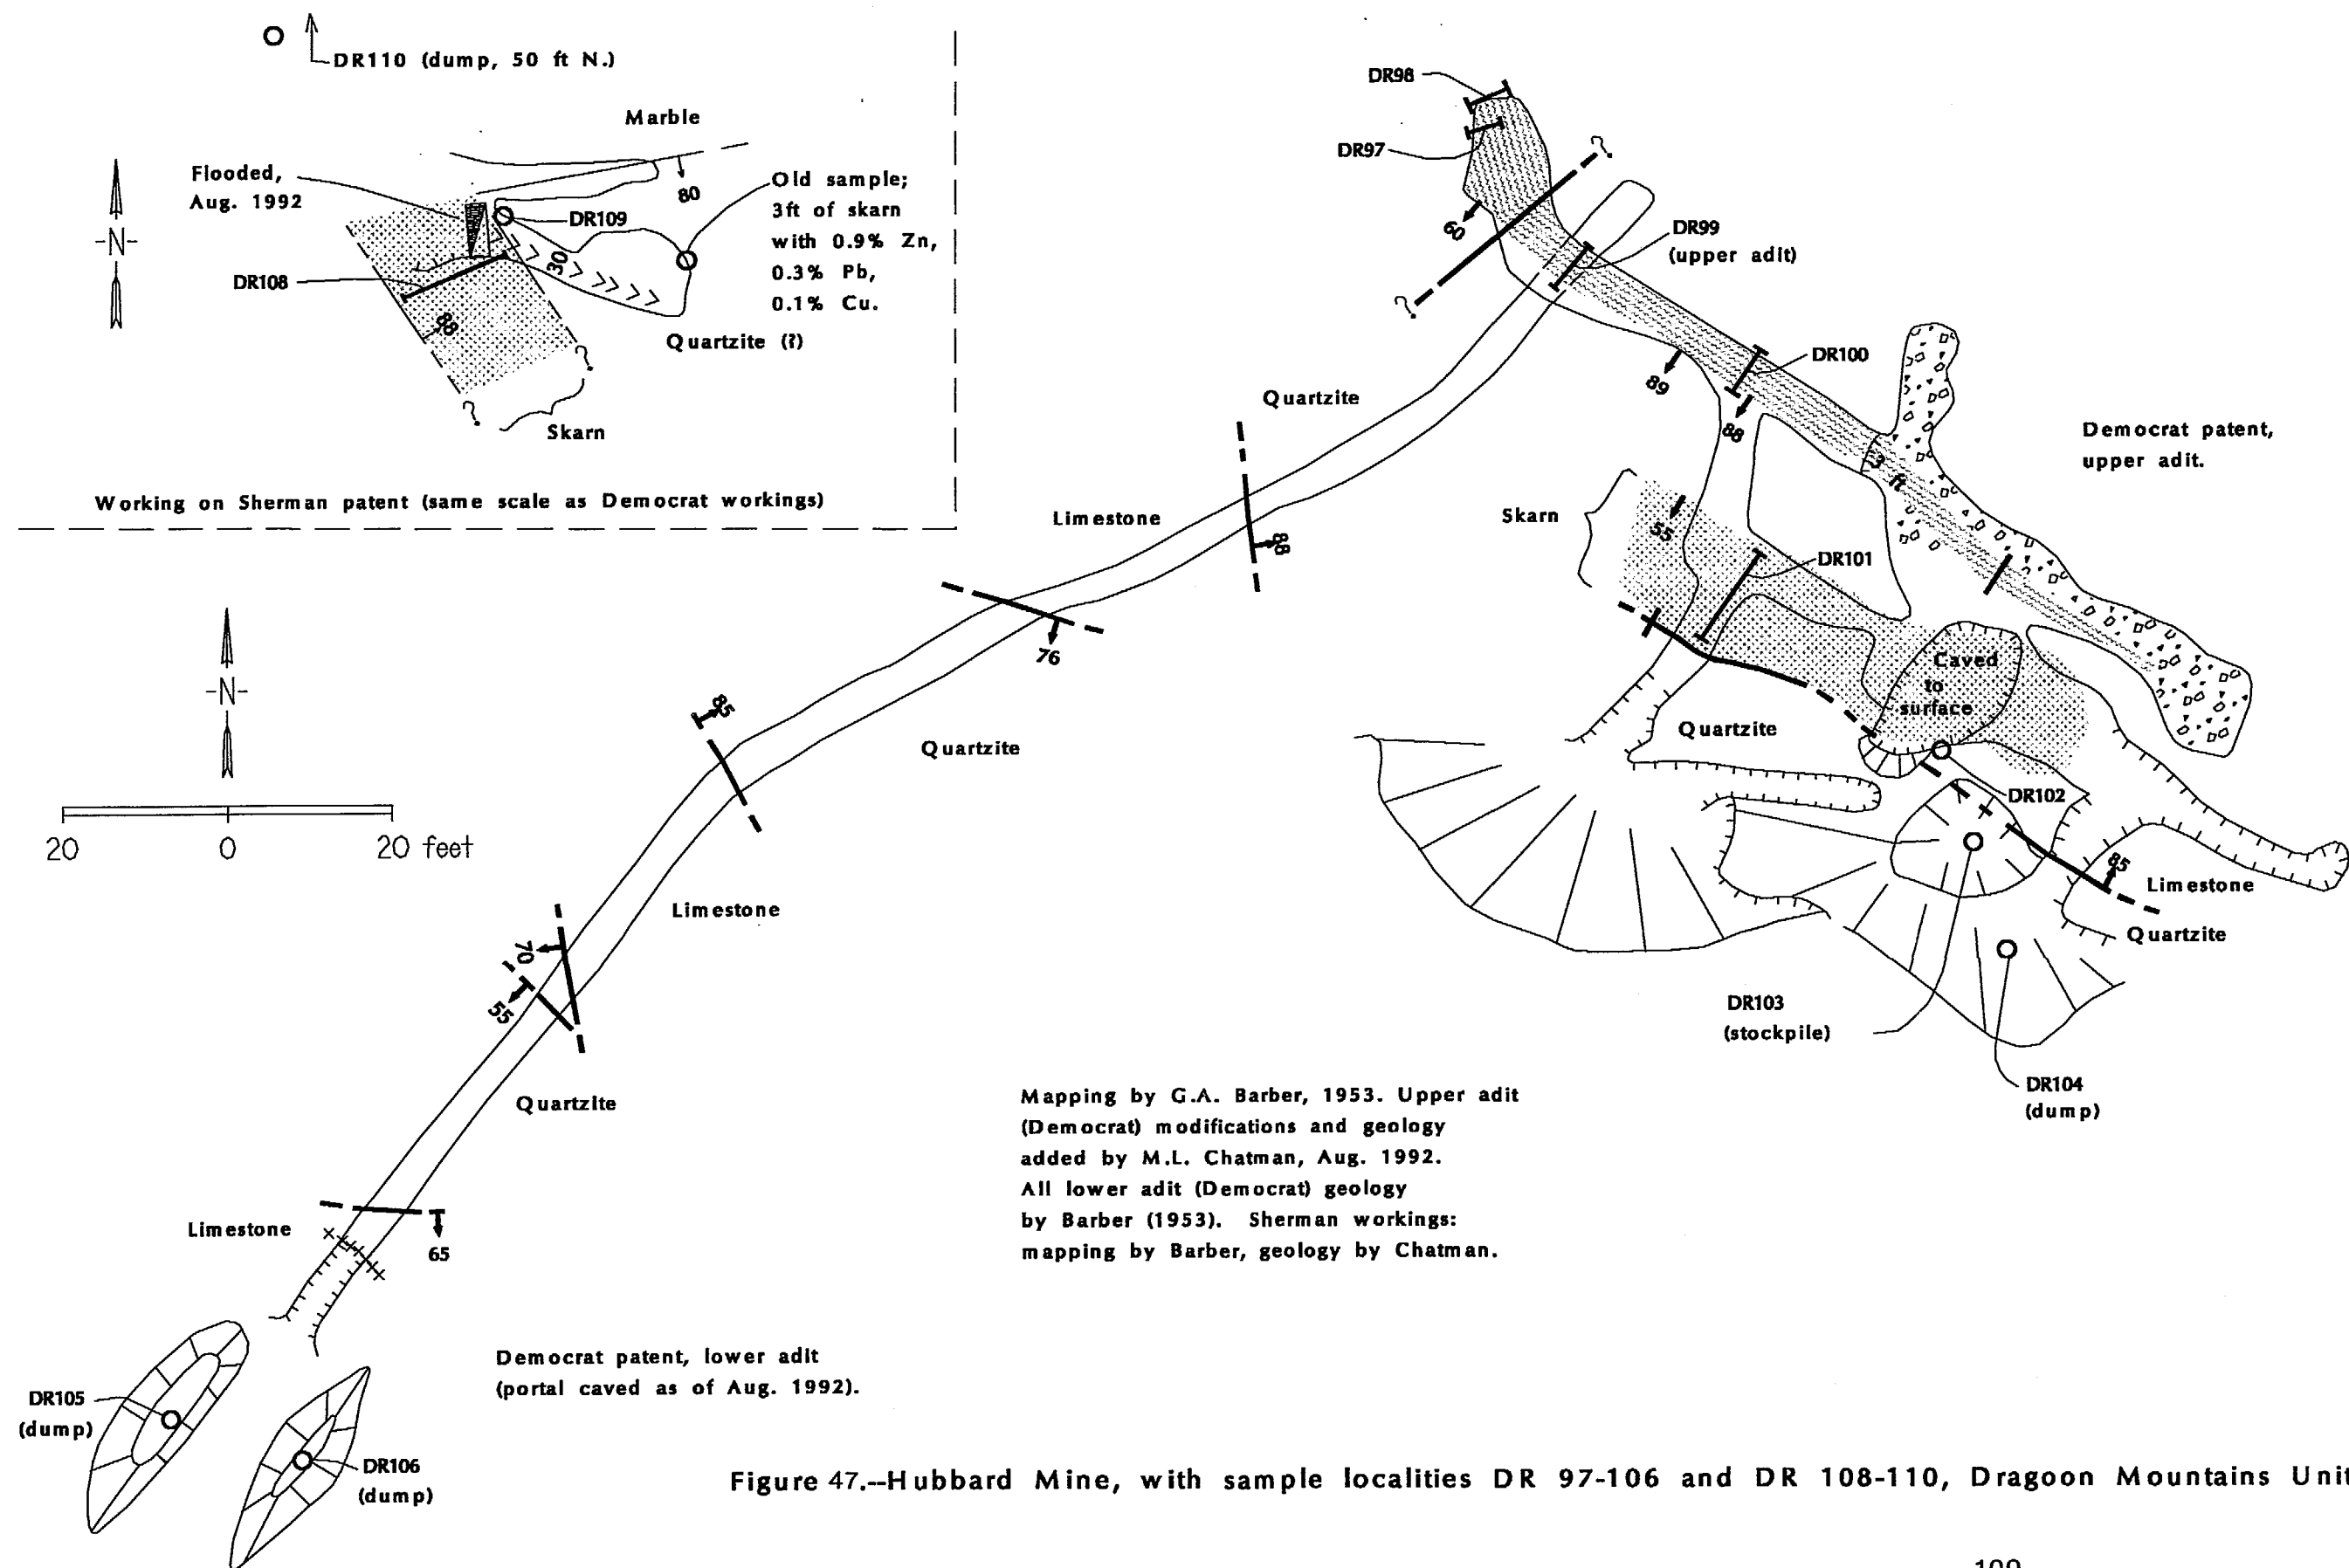 DR110 (dump, 50 ft N.)
Marble
Flooded,
Aug. 1992
-N-
80
Old sample;
3ft of skarn
with 0.9% Zn,
0.3% Pb,
0.1% Cu.
DR109
30
DR108
88
Quartzite (?)
?
?
Skarn
Working on Sherman patent (same scale as Democrat workings)
DR98
DR97
?
60
?
DR99
(upper adit)
DR100
89
88
3 ft
Democrat patent,
upper adit.
Quartzite
Limestone
88
Skarn
55
DR101
76
Caved
to
surface
85
Quartzite
Quartzite
-N-
20 0 20 feet
DR102
85
Limestone
Quartzite
Limestone
70
55
DR103
(stockpile)
DR104
(dump)
Quartzite
Mapping by G.A. Barber, 1953. Upper adit
(Democrat) modifications and geology
added by M.L. Chatman, Aug. 1992.
All lower adit (Democrat) geology
by Barber (1953). Sherman workings:
mapping by Barber, geology by Chatman.
Limestone
65
Democrat patent, lower adit
(portal caved as of Aug. 1992).
DR105
(dump)
DR106
(dump)
Figure 47.--Hubbard Mine, with sample localities DR 97-106 and DR 108-110, Dragoon Mountains Unit